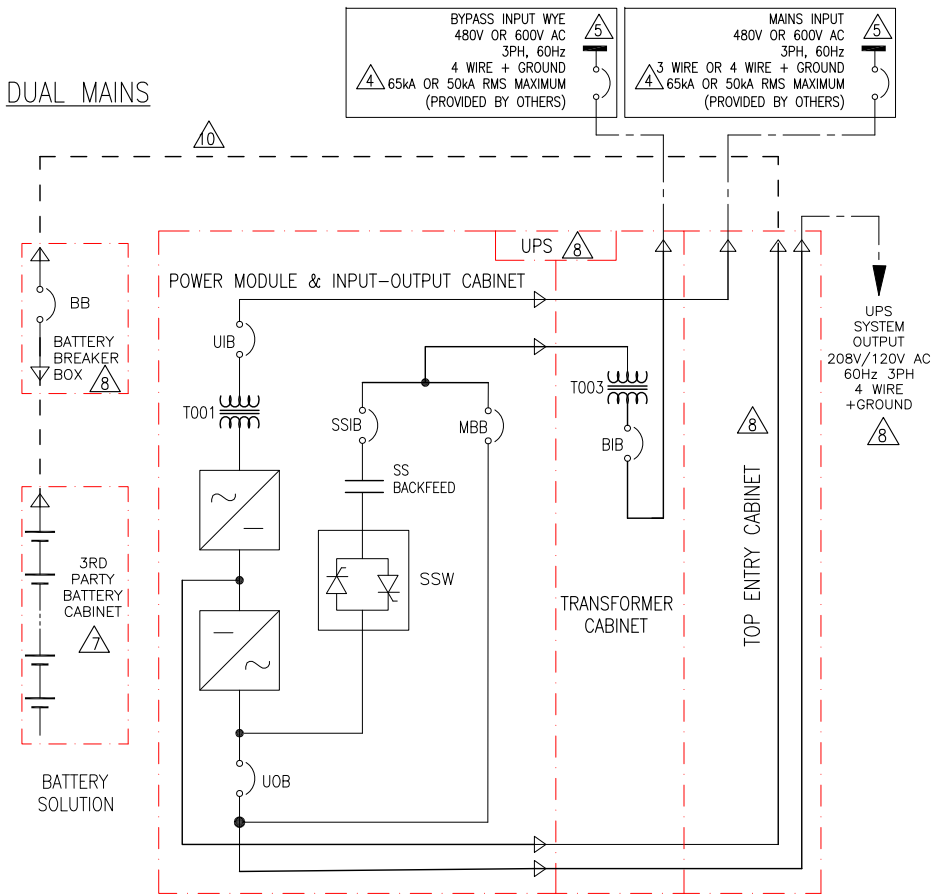 DUAL MAINS
BYPASS INPUT WYE
480V OR 600V AC
3PH, 60Hz
4 WIRE + GROUND
65kA OR 50kA RMS MAXIMUM
(PROVIDED BY OTHERS)
5
4
MAINS INPUT
480V OR 600V AC
3PH, 60Hz
3 WIRE OR 4 WIRE + GROUND
65kA OR 50kA RMS MAXIMUM
(PROVIDED BY OTHERS)
5
4
10
UPS
8
POWER MODULE & INPUT-OUTPUT CABINET
BB
BATTERY
BREAKER
BOX
8
UIB
T001
SSIB
MBB
SS
BACKFEED
SSW
T003
BIB
UPS
SYSTEM
OUTPUT
208V/120V AC
60Hz 3PH
4 WIRE
+GROUND
8
8
TOP ENTRY CABINET
3RD
PARTY
BATTERY
CABINET
7
TRANSFORMER
CABINET
UOB
BATTERY
SOLUTION